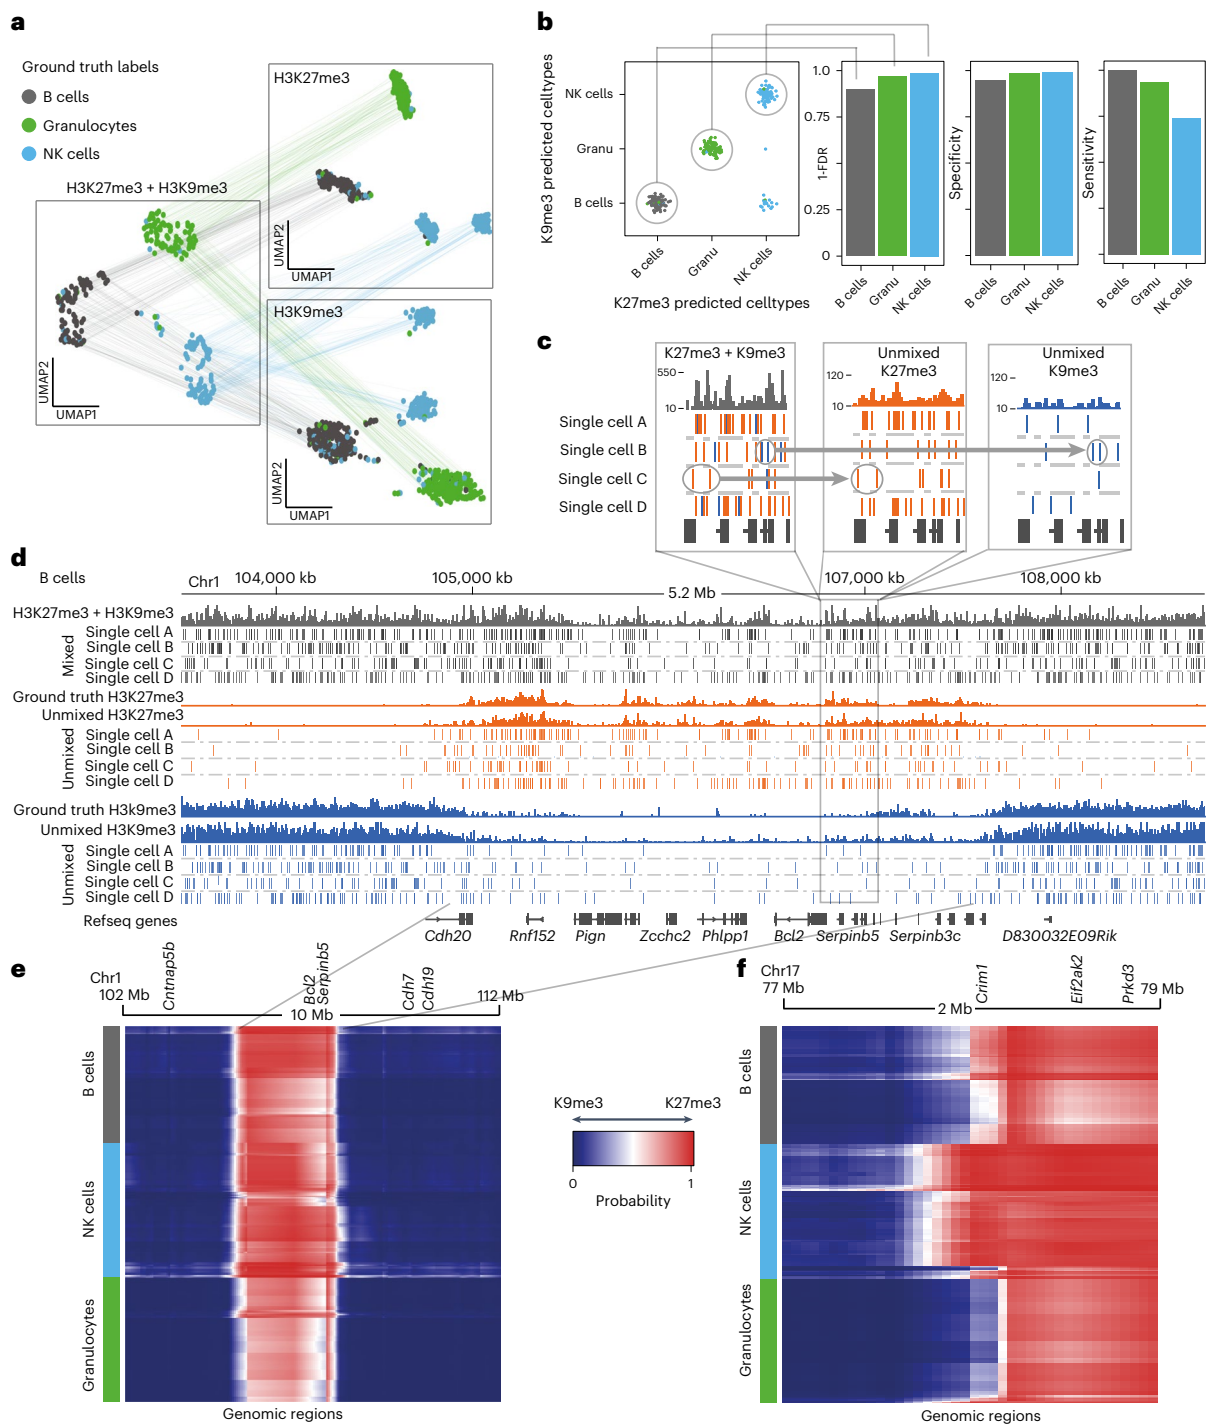 a
Ground truth labels
B cells
Granulocytes
NK cells
H3K27me3 + H3K9me3
UMAP2
UMAP1
H3K27me3
UMAP2
UMAP1
H3K9me3
UMAP2
UMAP1
b
K9me3 predicted celltypes
NK cells
Granu
B cells
B cells
Granu
NK cells
K27me3 predicted celltypes
1-FDR
1.0
0.75
0.25
0
B cells
Granu
NK cells
Specificity
B cells
Granu
NK cells
Sensitivity
B cells
Granu
NK cells
c
K27me3 + K9me3
550
10
Unmixed
K27me3
120
10
Unmixed
K9me3
120
10
Single cell A
Single cell B
Single cell C
Single cell D
d
B cells
Chr1
104,000 kb
105,000 kb
107,000 kb
108,000 kb
5.2 Mb
H3K27me3 + H3K9me3
Mixed
Single cell A
Single cell B
Single cell C
Single cell D
Ground truth H3K27me3
Unmixed H3K27me3
Unmixed
Single cell A
Single cell B
Single cell C
Single cell D
Ground truth H3k9me3
Unmixed H3K9me3
Unmixed
Single cell A
Single cell B
Single cell C
Single cell D
Refseq genes
Cdh20
Rnf152
Pign
Zcchc2
Phlpp1
Bcl2
Serpinb5
Serpinb3c
D830032E09Rik
e
Chr1
102 Mb
Cntnap5b
Bcl2
Serpinb5
Cdh7
Cdh19
112 Mb
10 Mb
B cells
NK cells
Granulocytes
Genomic regions
K9me3
K27me3
0
1
Probability
f
Chr17
77 Mb
Crim1
Eif2ak2
Prkd3
79 Mb
2 Mb
B cells
NK cells
Granulocytes
Genomic regions